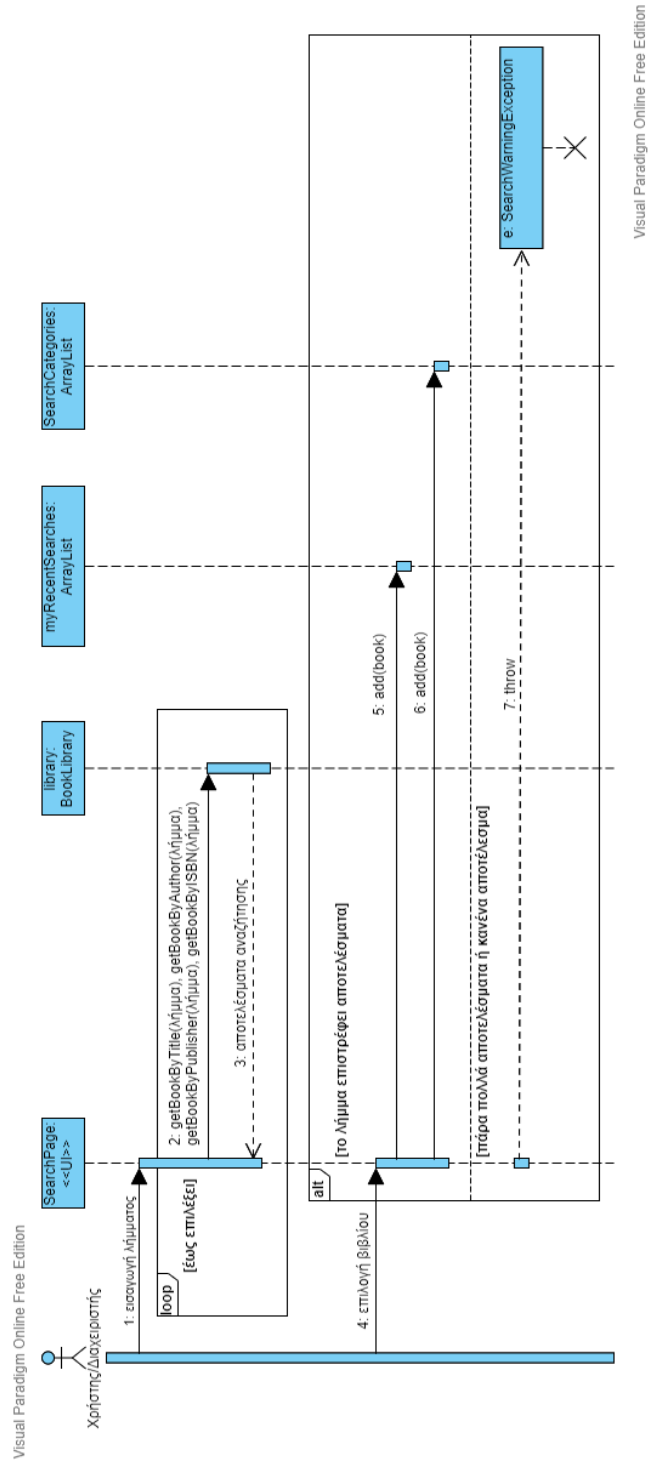 Visual Paradigm Online Free Edition
Χρήστης/Διαχειριστής
SearchPage:
<<UI>>
library:
BookLibrary
myRecentSearches:
ArrayList
SearchCategories:
ArrayList
1: εισαγωγή λήμματος
loop
[έως επιλέξει]
2: getBookByTitle(λήμμα), getBookByAuthor(λήμμα),
getBookByPublisher(λήμμα), getBookByISBN(λήμμα)
3: αποτελέσματα αναζήτησης
alt
[το λήμμα επιστρέφει αποτελέσματα]
4: επιλογή βιβλίου
5: add(book)
6: add(book)
[πάρα πολλά αποτελέσματα ή κανένα αποτέλεσμα]
7: throw
e: SearchWarningException
Visual Paradigm Online Free Edition